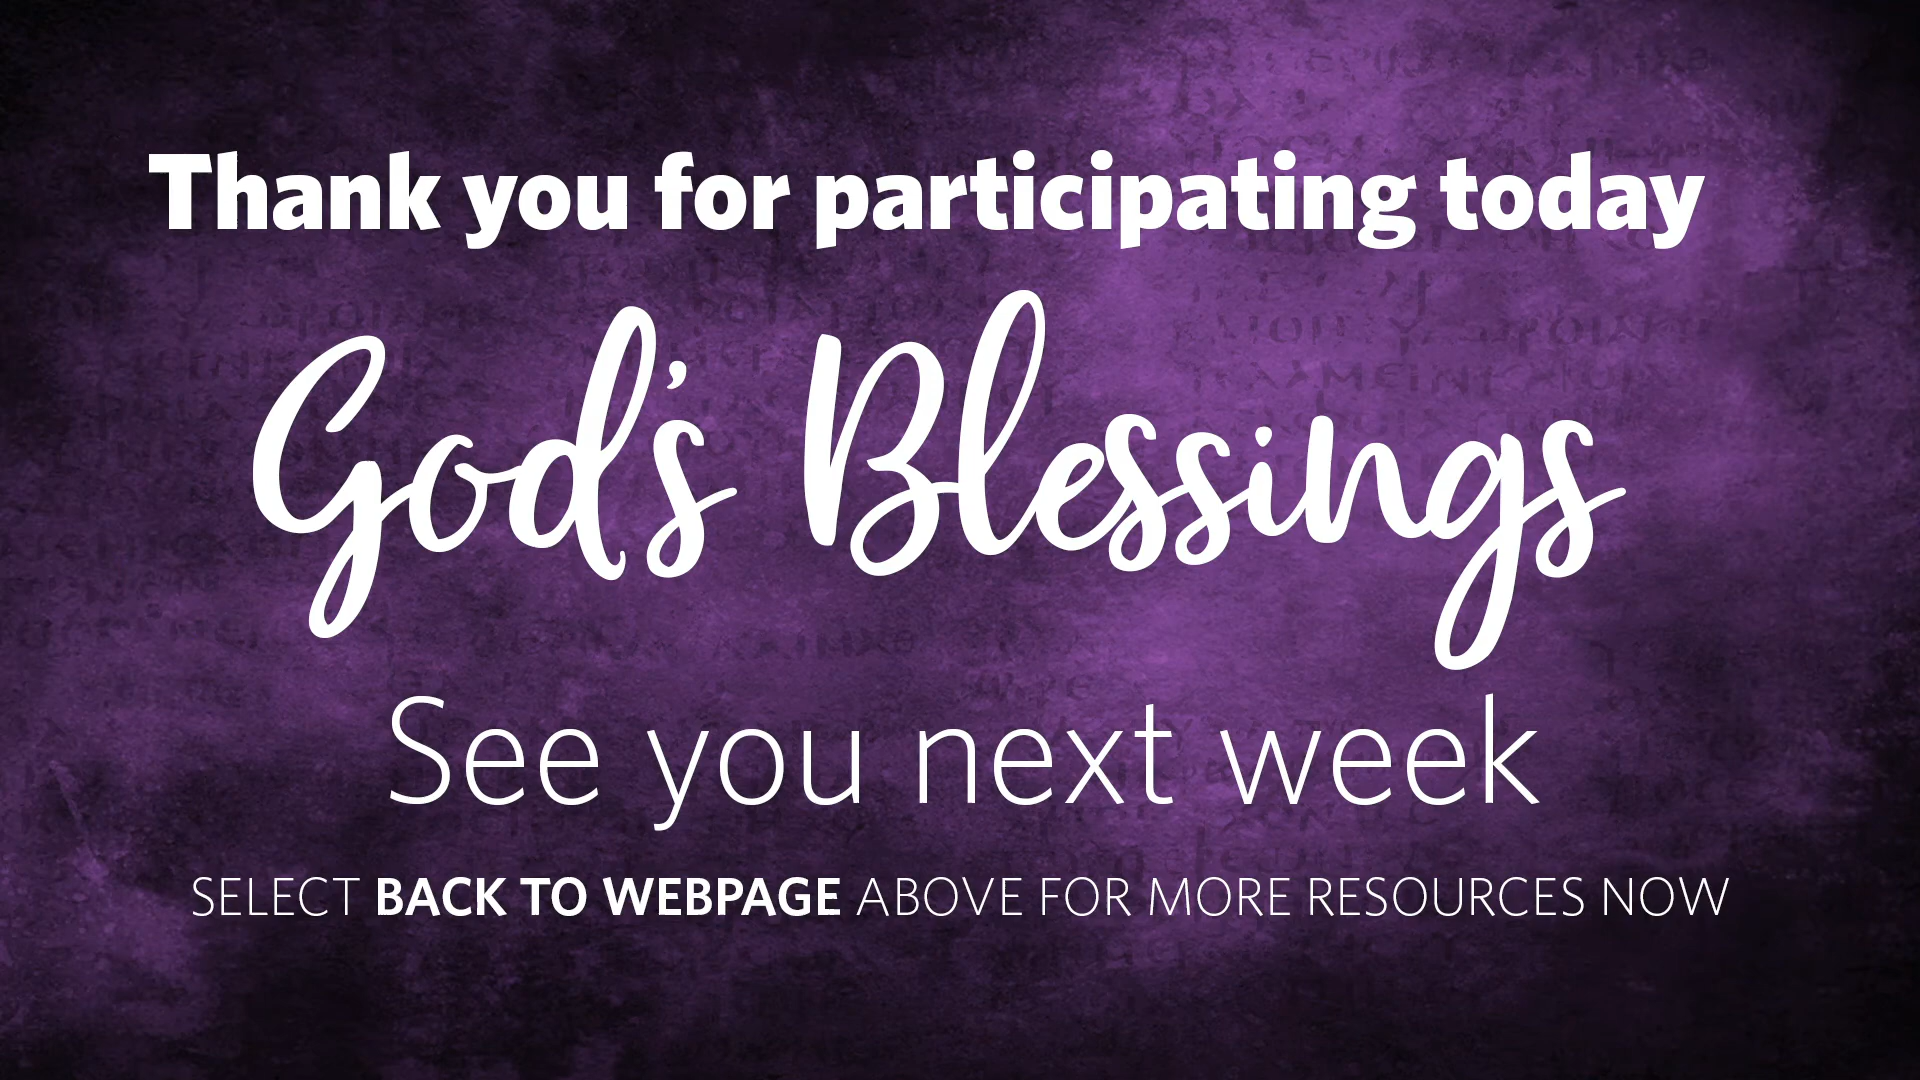 Thank you for participating today
God's Blessings
See you next week
SELECT BACK TO WEBPAGE ABOVE FOR MORE RESOURCES NOW